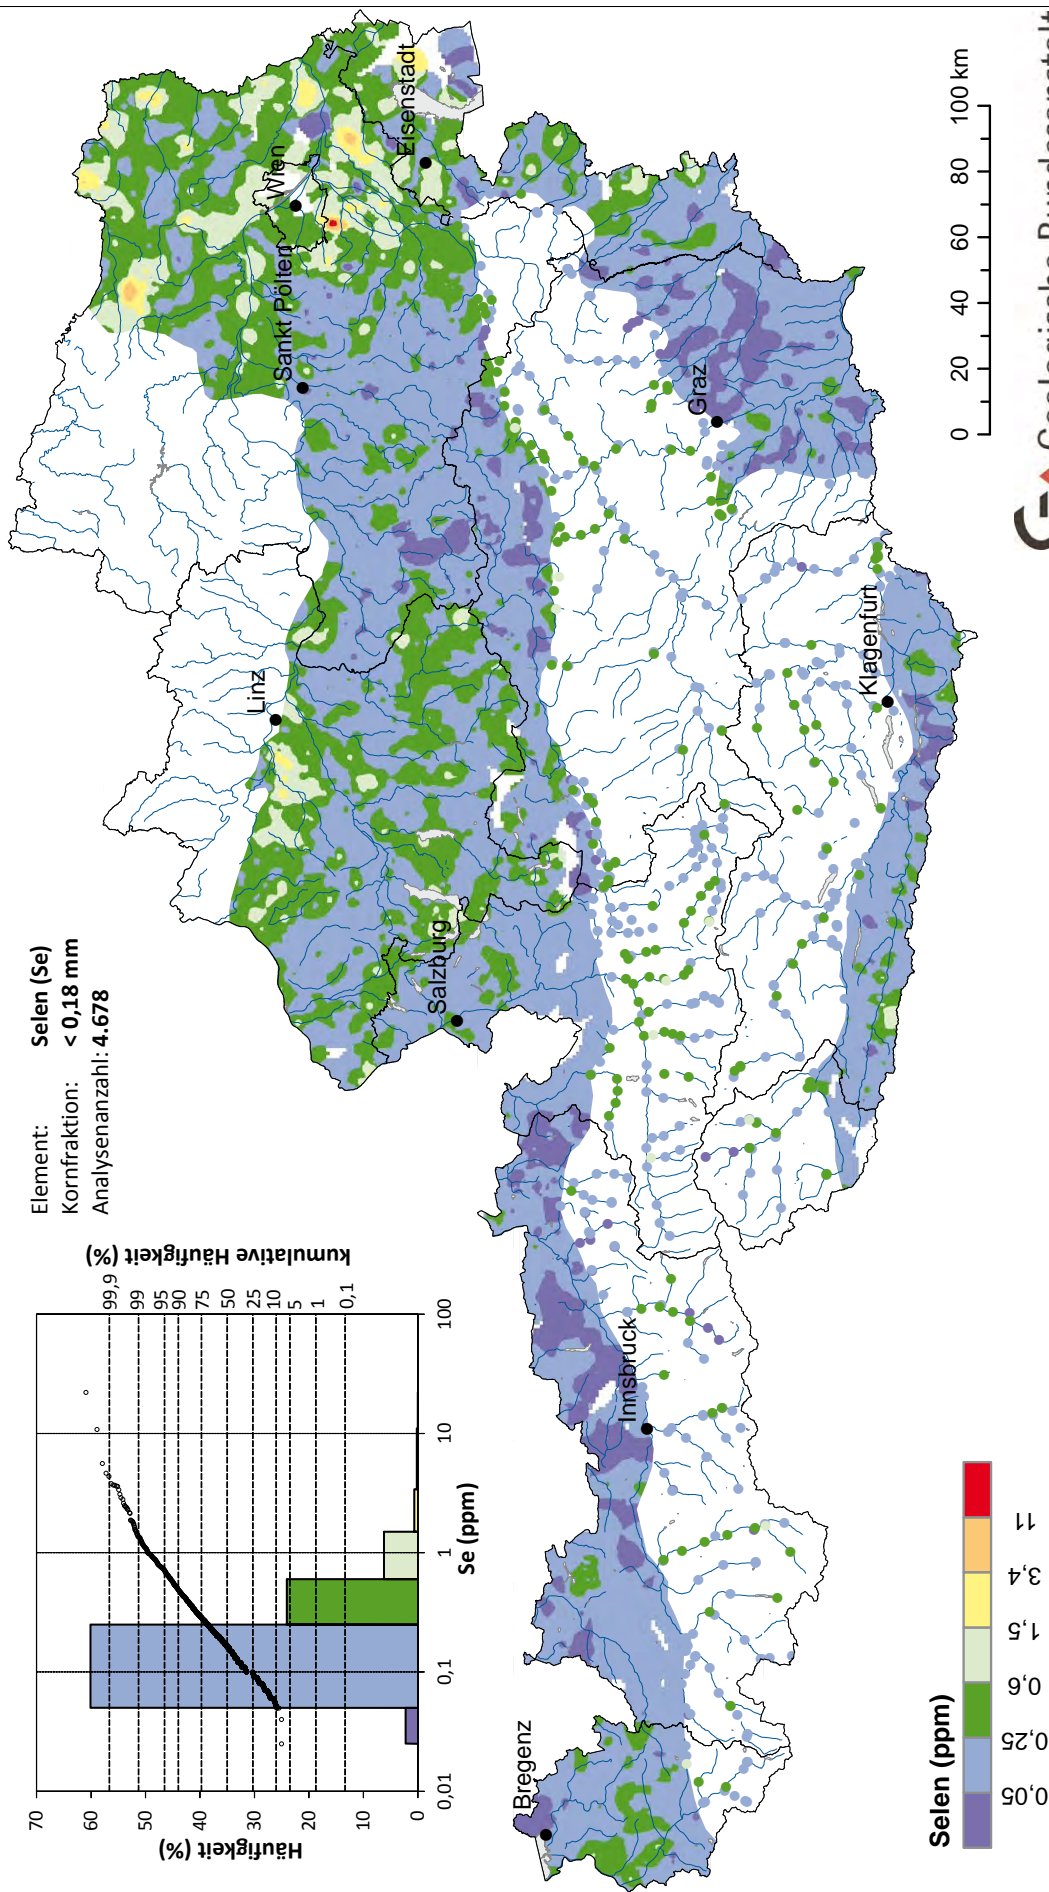 Element: Selen (Se)
Kornfraktion: < 0,18 mm
Analysenanzahl: 4.678
Häufigkeit (%)
70
60
50
40
30
20
10
0
kumulative Häufigkeit (%)
99,9
99
95
90
75
50
25
10
5
1
0,1
0,01
0,1
1
10
100
Se (ppm)
Bregenz
Innsbruck
Salzburg
Linz
Sankt Pölten
Wien
Eisenstadt
Graz
Klagenfurt
Selen (ppm)
0,05
0,25
0,6
1,5
3,4
11
0 20 40 60 80 100 km
Geologische Bundesanstalt